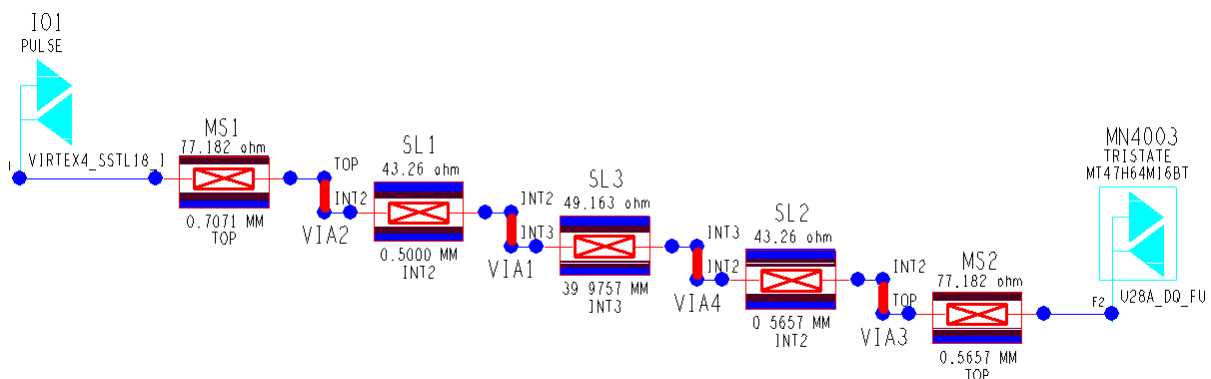 IO1
PULSE
1
VIRTEX4_SSTL18_I
MS1
77.182 ohm
0.7071 MM
TOP
TOP
INT2
VIA2
SL1
43.26 ohm
0.5000 MM
INT2
INT2
INT3
VIA1
SL3
49.163 ohm
39 9757 MM
INT3
INT3
INT2
VIA4
SL2
43.26 ohm
0 5657 MM
INT2
INT2
TOP
VIA3
MS2
77.182 ohm
0.5657 MM
TOP
MN4003
TRISTATE
MT47H64M16BT
F2
U28A_DQ_FU